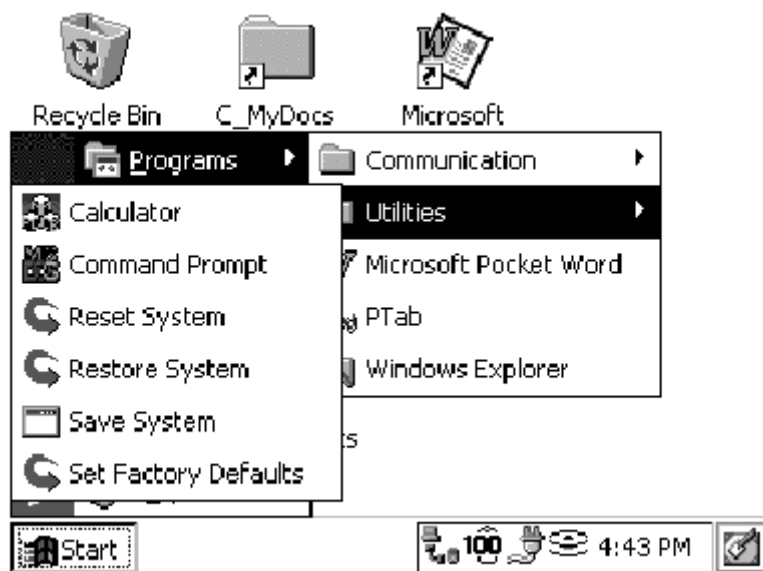 Recycle Bin
C_MyDocs
Microsoft
Programs
Communication
Calculator
Utilities
Command Prompt
Microsoft Pocket Word
Reset System
PTab
Restore System
Windows Explorer
Save System
Set Factory Defaults
Start
100
4:43 PM